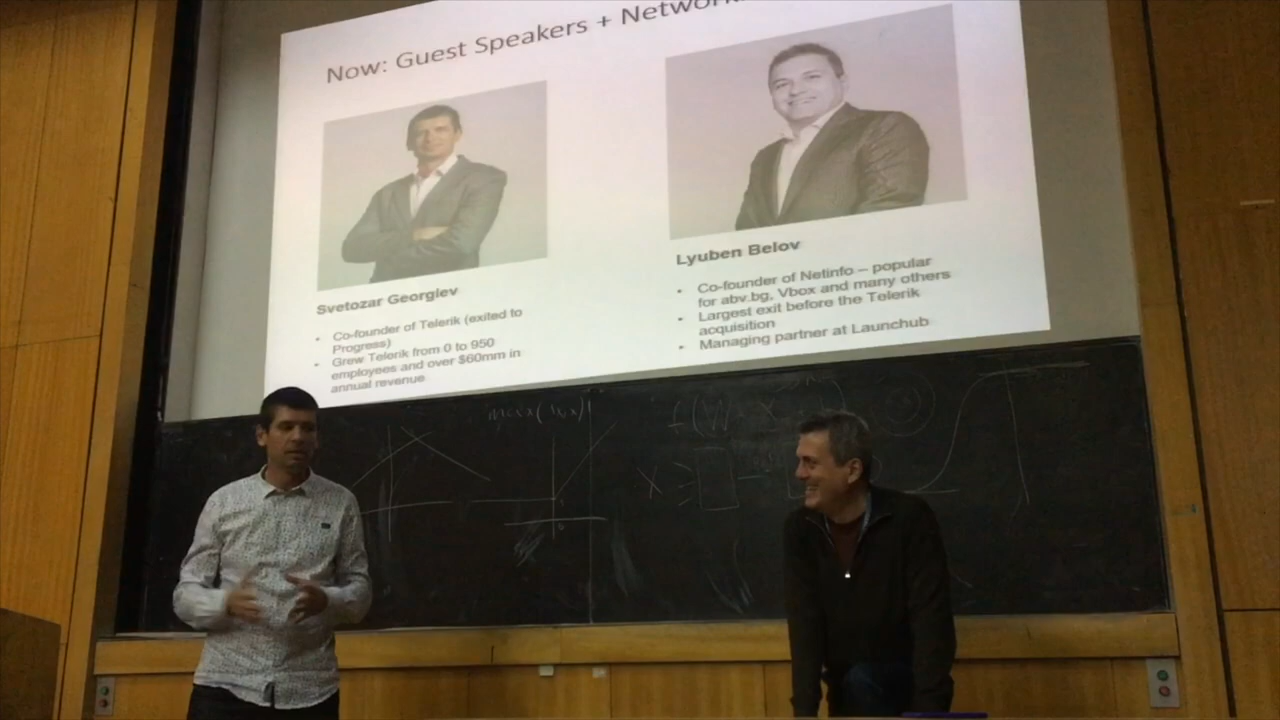 Now: Guest Speakers +
Svetozar Georgiev
• Co-founder of Telerik (exited to
Progress)
• Grew Telerik from 0 to 950
employees and over $60mm in
annual revenue
Lyuben Belov
• Co-founder of Netinfo – popular
for abv.bg, Vbox and many others
• Largest exit before the Telerik
acquisition
• Managing partner at Launchub
X